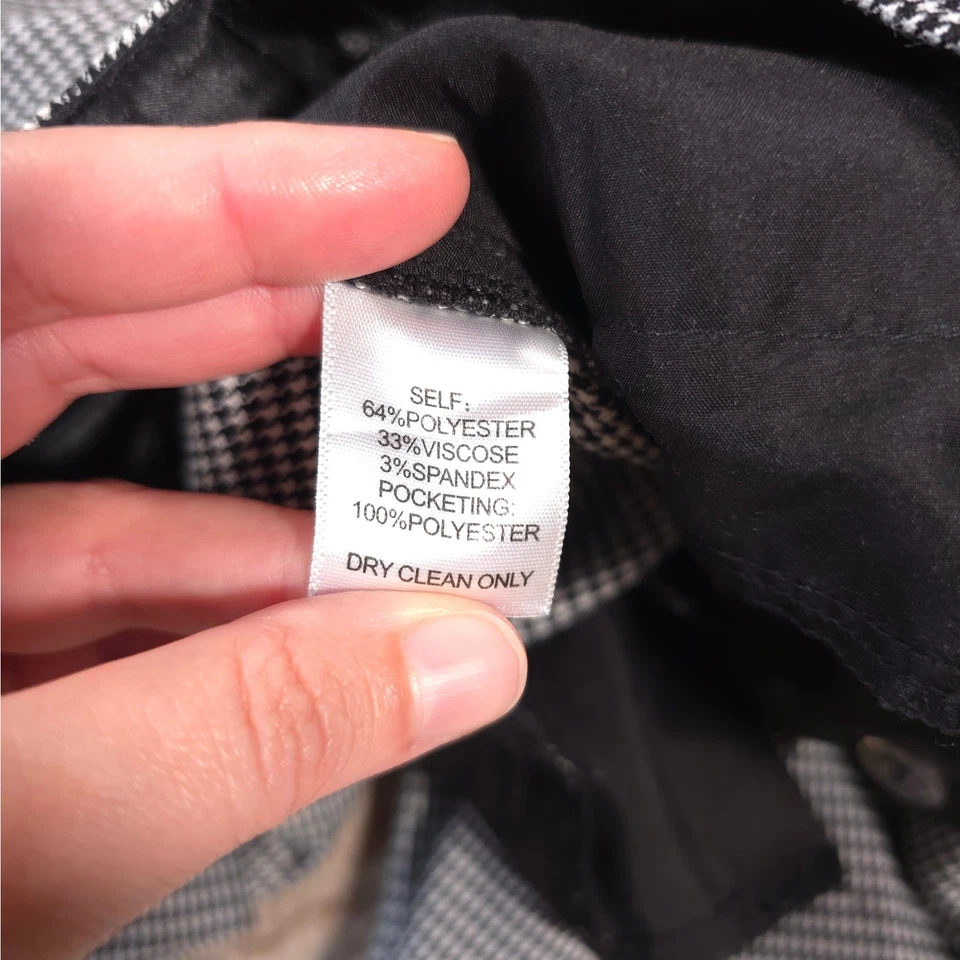 SELF:
64%POLYESTER
33%VISCOSE
3%SPANDEX
POCKETING:
100%POLYESTER
DRY CLEAN ONLY